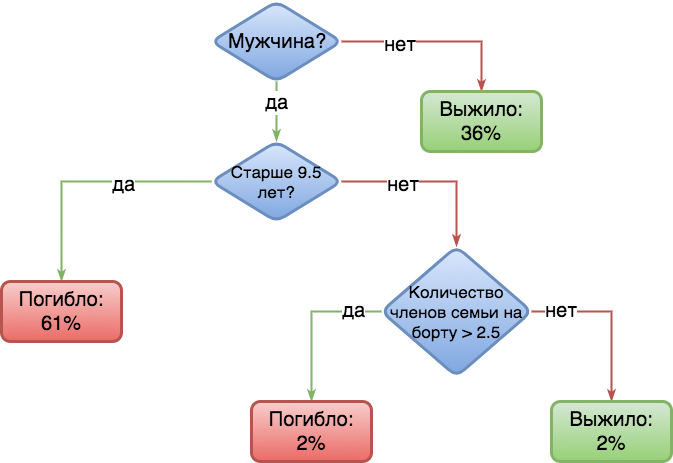 Мужчина?
нет
Выжило:
36%
да
Старше 9.5
лет?
да
нет
Погибло:
61%
Количество
членов семьи на
борту > 2.5
да
нет
Погибло:
2%
Выжило:
2%